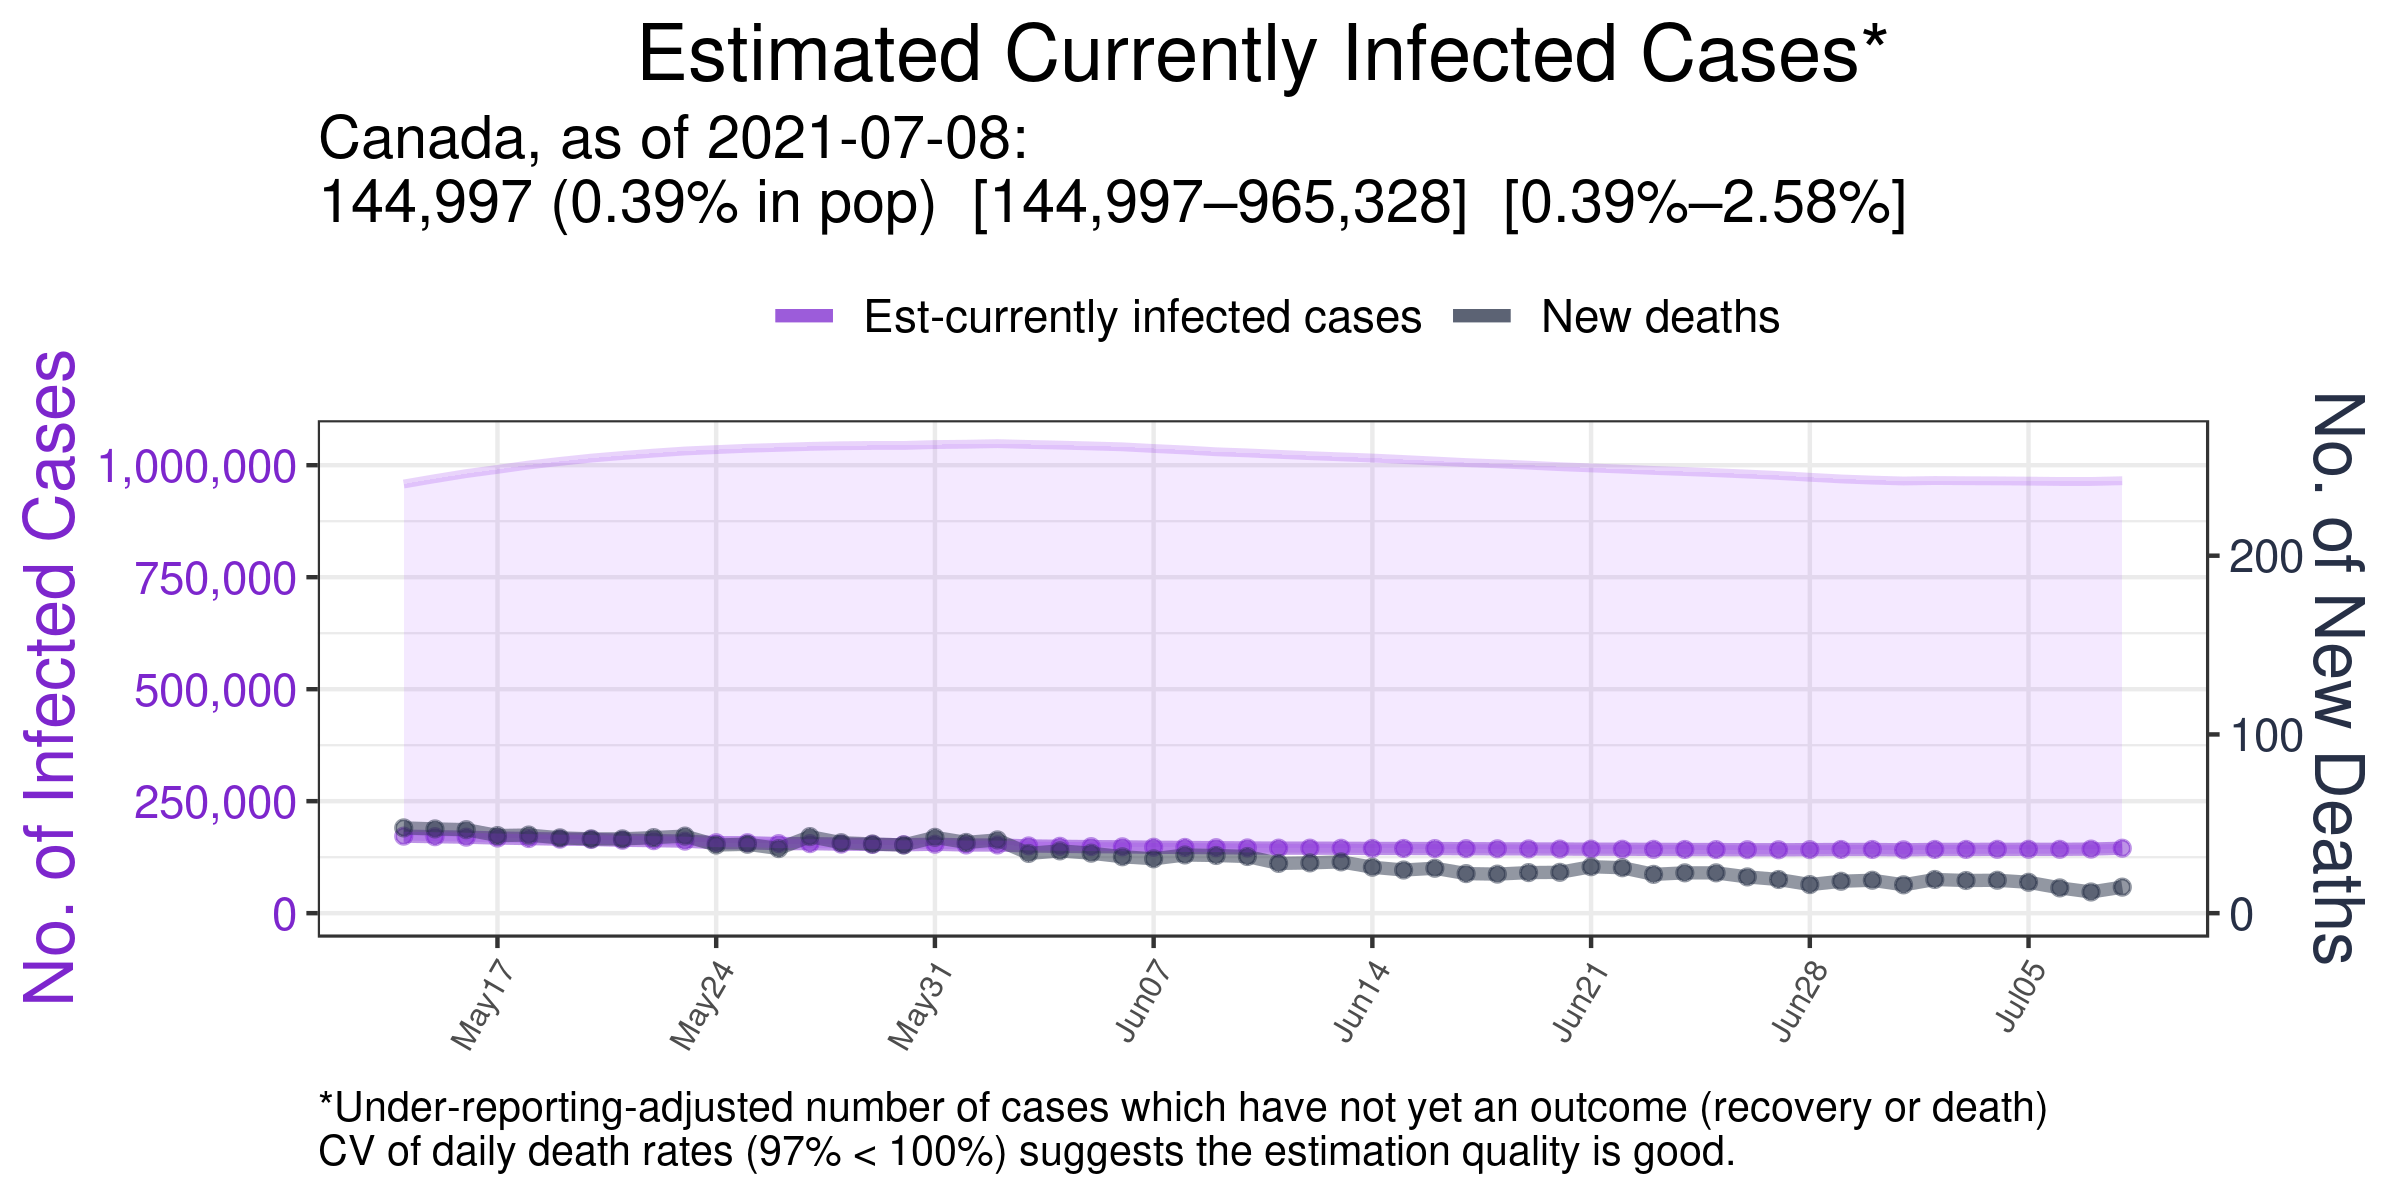 Estimated Currently Infected Cases*
Canada, as of 2021-07-08:
144,997 (0.39% in pop)  [144,997–965,328]  [0.39%–2.58%]
Est-currently infected cases
New deaths
No. of Infected Cases
1,000,000
750,000
500,000
250,000
0
No. of New Deaths
200
100
0
May17
May24
May31
Jun07
Jun14
Jun21
Jun28
Jul05
*Under-reporting-adjusted number of cases which have not yet an outcome (recovery or death)
CV of daily death rates (97% < 100%) suggests the estimation quality is good.